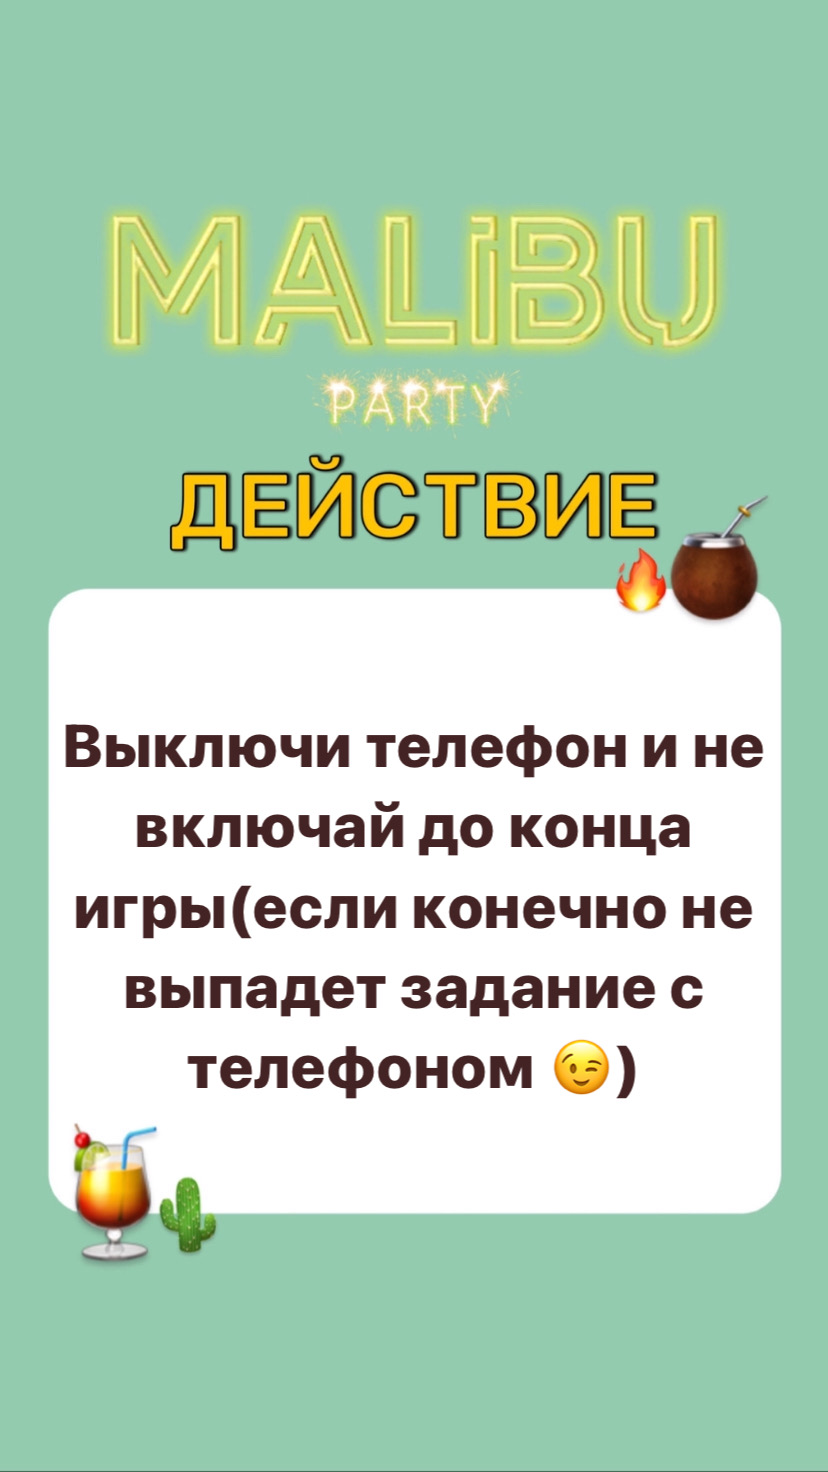 MALiBU
PARTY
ДЕЙСТВИЕ
Выключи телефон и не
включай до конца
игры(если конечно не
выпадет задание с
телефоном 😉)